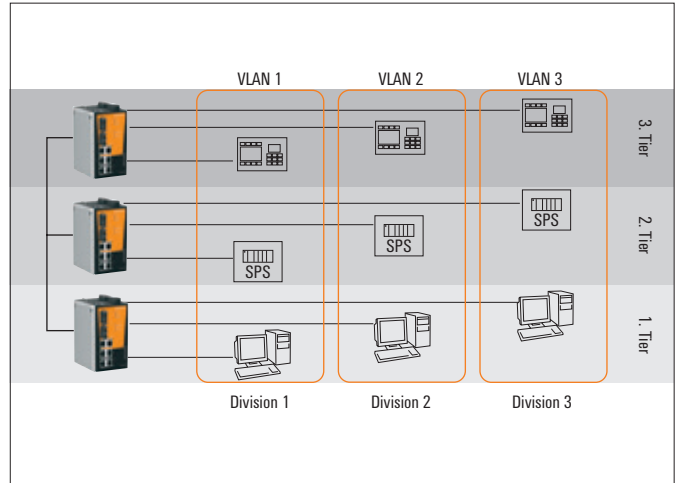 VLAN 1 VLAN 2 VLAN 3
3. Tier
SPS
2. Tier
SPS
SPS
1. Tier
Division 1 Division 2 Division 3